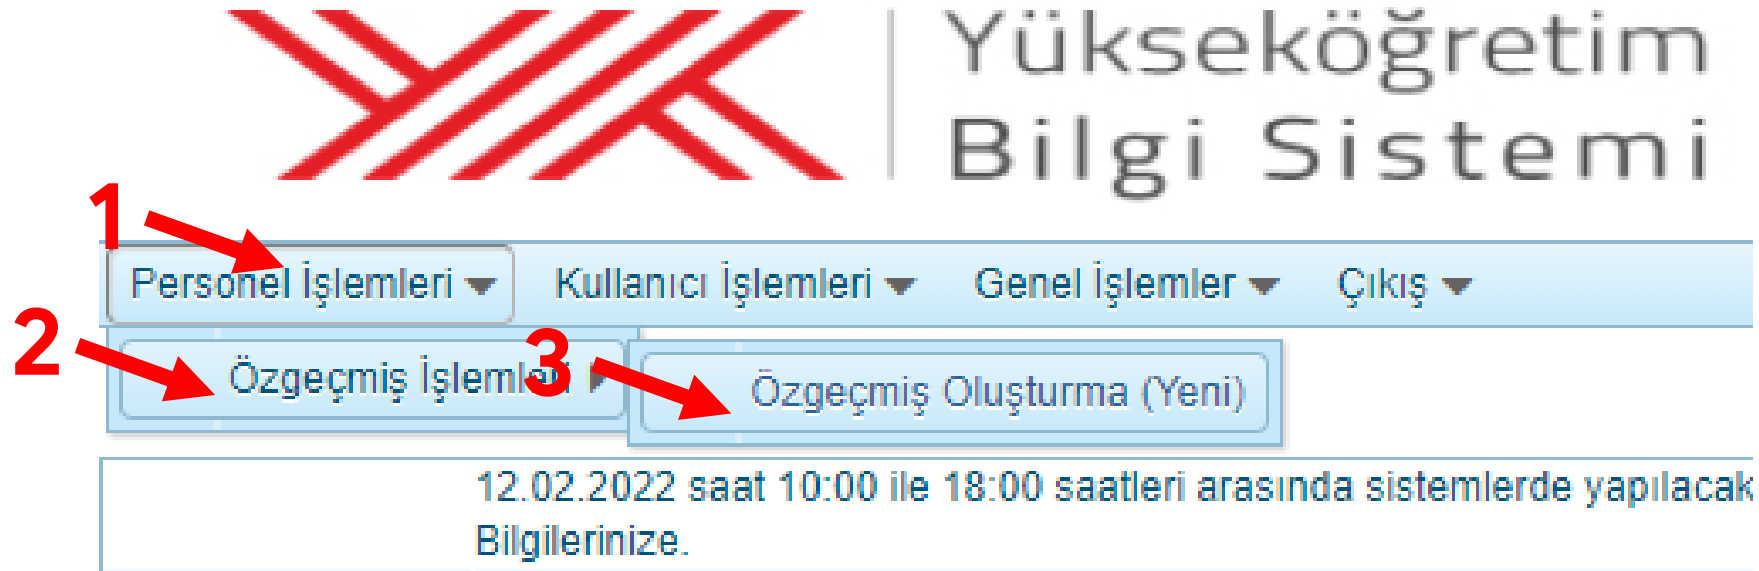 Yükseköğretim
Bilgi Sistemi
1
Personel İşlemleri Kullanıcı İşlemleri Genel İşlemler Çıkış
2 Özgeçmiş İşlemleri 3 Özgeçmiş Oluşturma (Yeni)
12.02.2022 saat 10:00 ile 18:00 saatleri arasında sistemlerde yapılacak
Bilgilerinize.